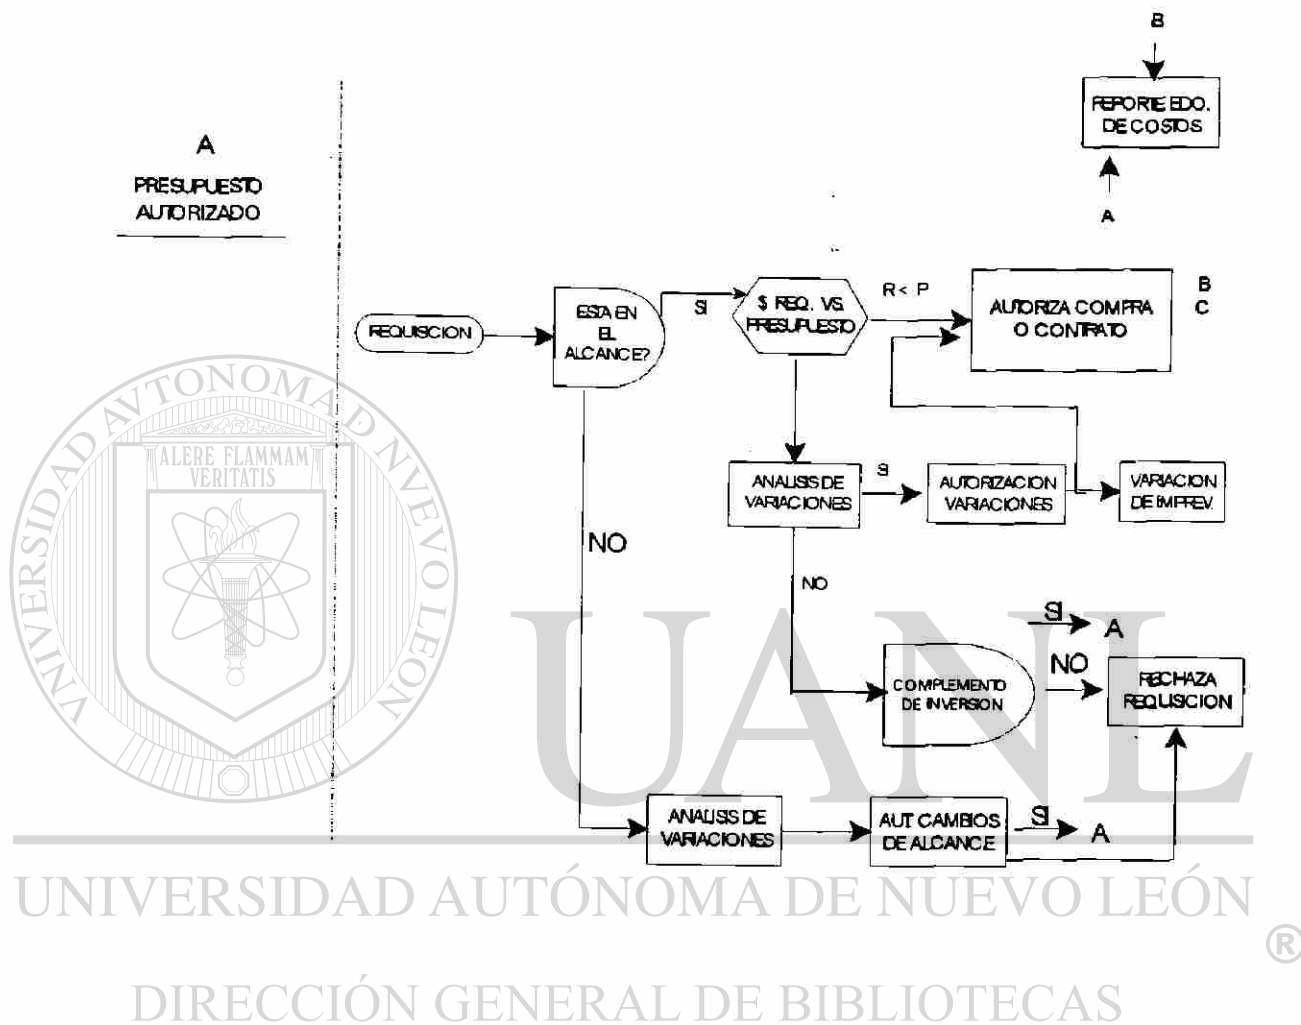 B
REPORTE EDO.
DE COSTOS
A
A
PRESUPUESTO
AUTORIZADO
REQUISICION
ESTA EN
EL
ALCANCE?
SI
$ REQ. VS.
PRESUPUESTO
R< P
AUTORIZA COMPRA
O CONTRATO
B
C
ANALISIS DE
VARIACIONES
SI
AUTORIZACION
VARIACIONES
VARIACION
DE IMPREV.
NO
NO
COMPLEMENTO
DE INVERSION
SI
A
NO
RECHAZA
REQUISICION
ANALISIS DE
VARIACIONES
AUT CAMBIOS
DE ALCANCE
SI
A
UNIVERSIDAD AUTONOMA DE NUEVO LEON
ALERE FLAMMAM
VERITATIS
UANL
UNIVERSIDAD AUTÓNOMA DE NUEVO LEÓN
®
DIRECCIÓN GENERAL DE BIBLIOTECAS